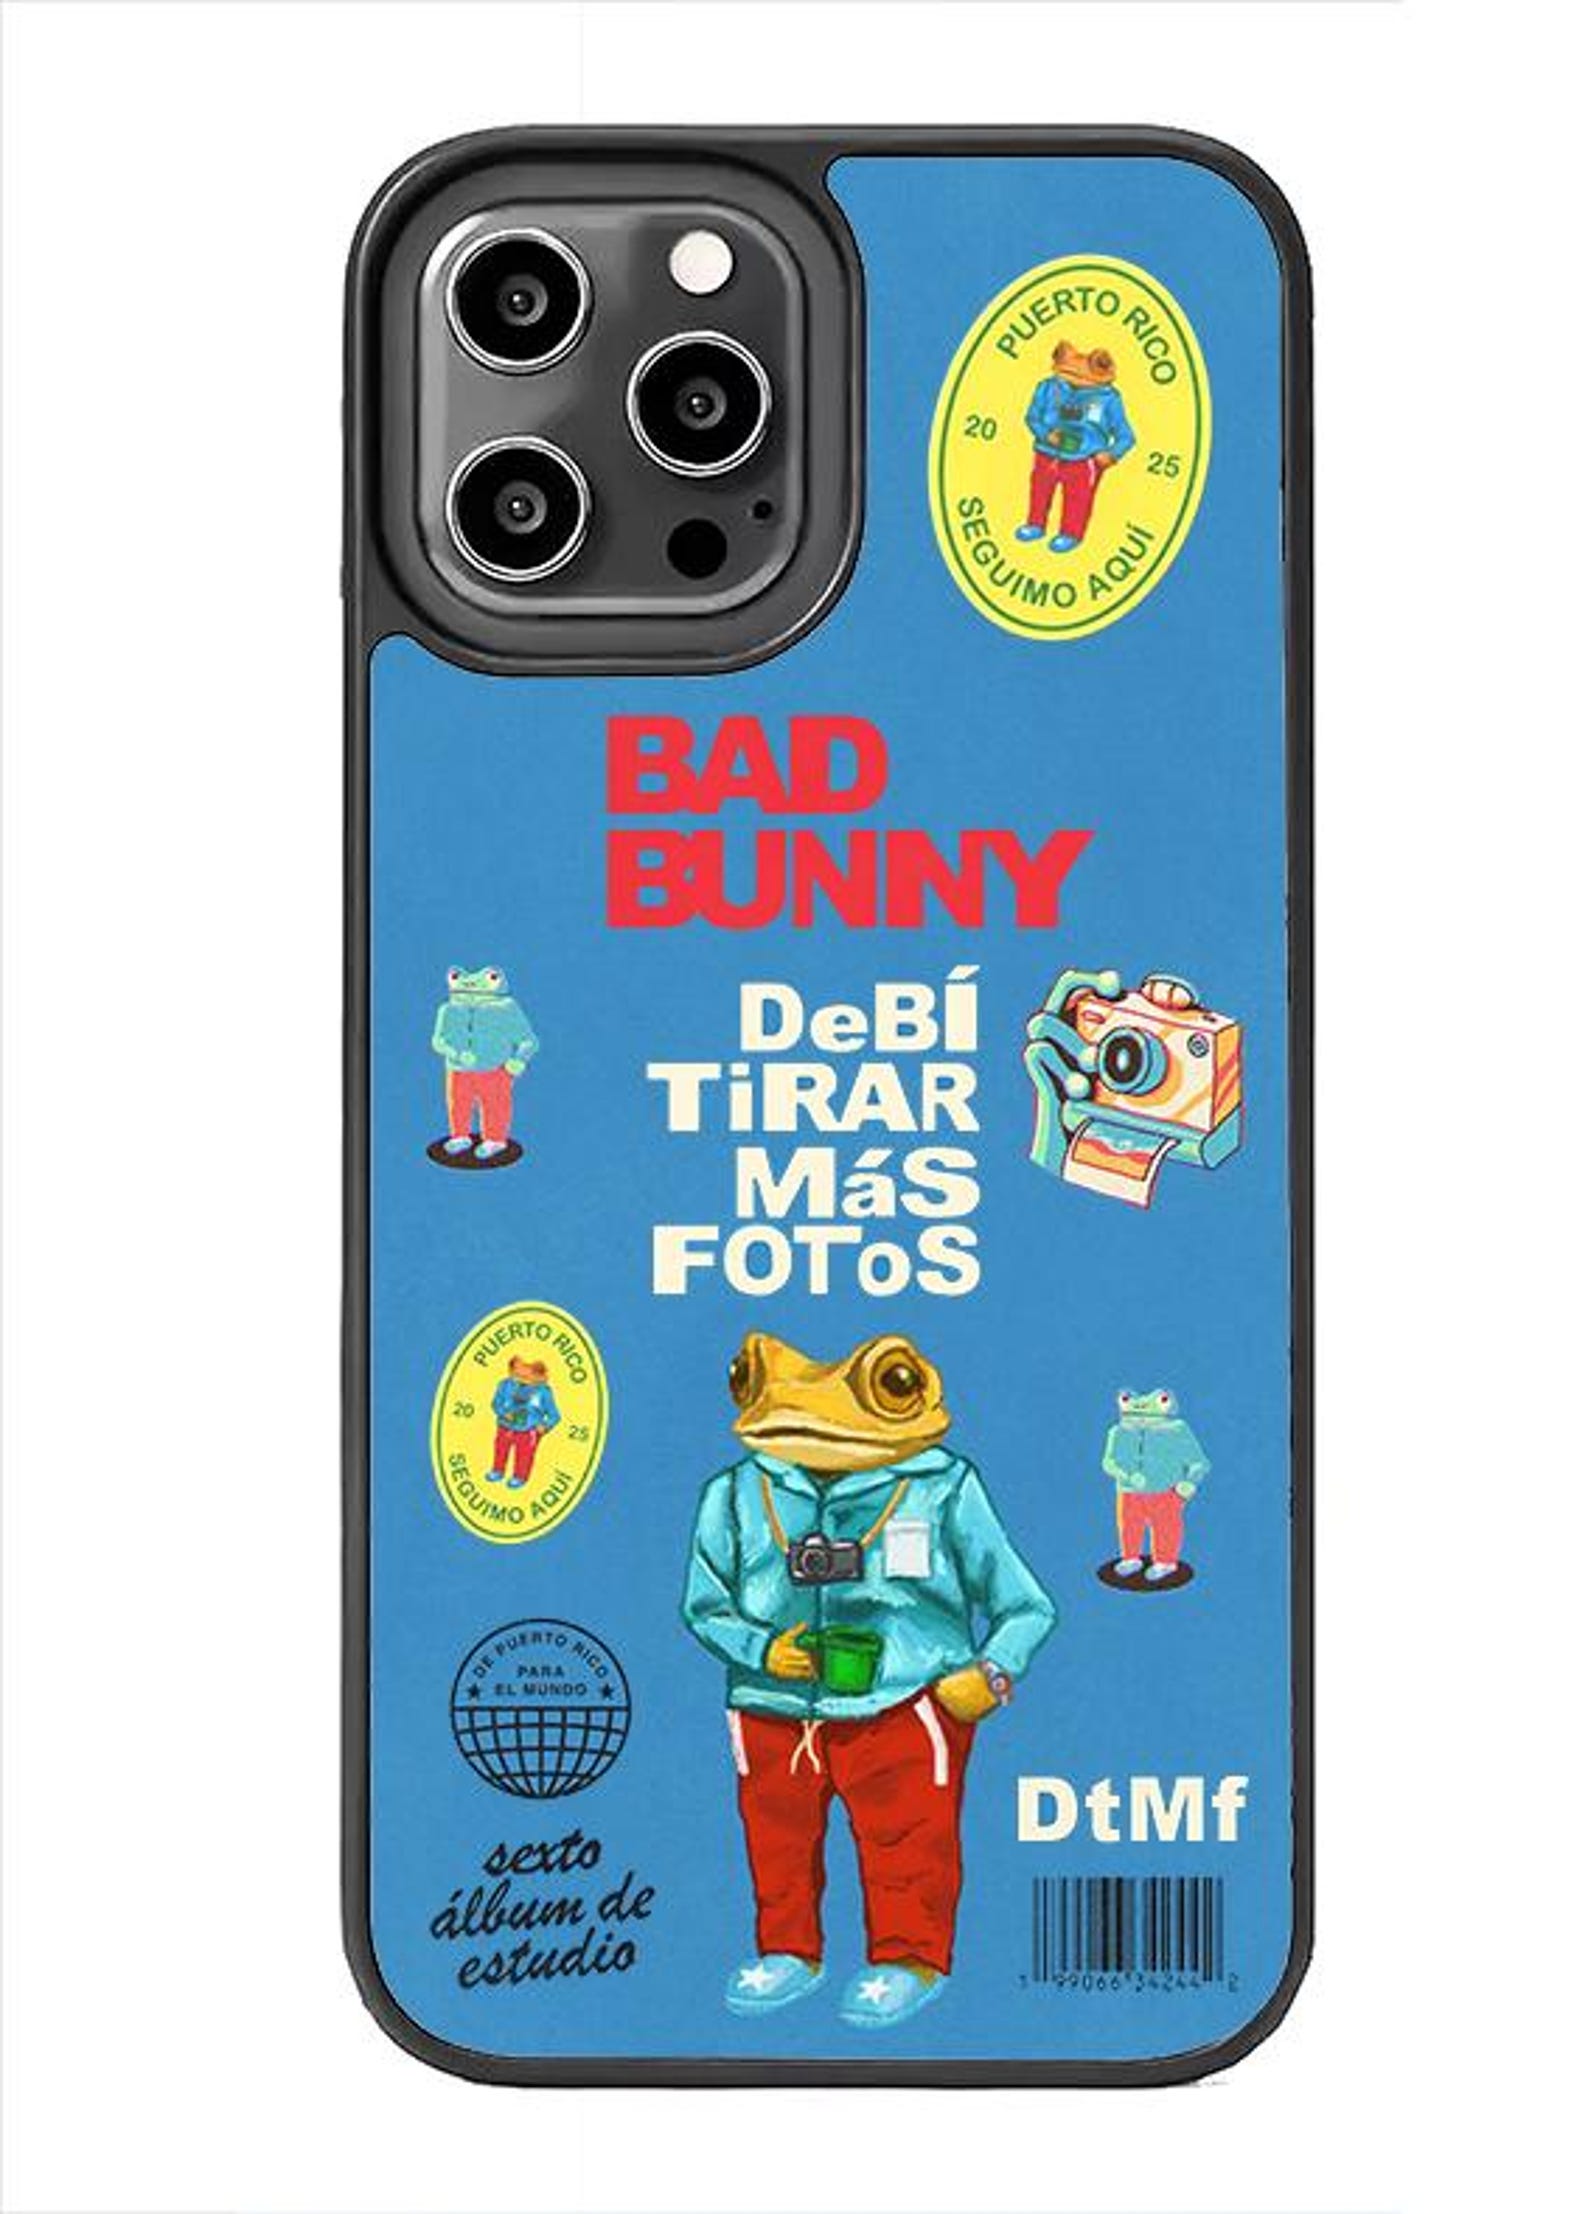 PUERTO RICO
20
25
SEGUIMO AQUÍ
BAD
BUNNY
DeBÍ
TiRAR
MáS
FOToS
PUERTO RICO
20
25
SEGUIMO AQUÍ
DE PUERTO RICO
PARA
EL MUNDO
sexto
álbum de
estudio
DtMf